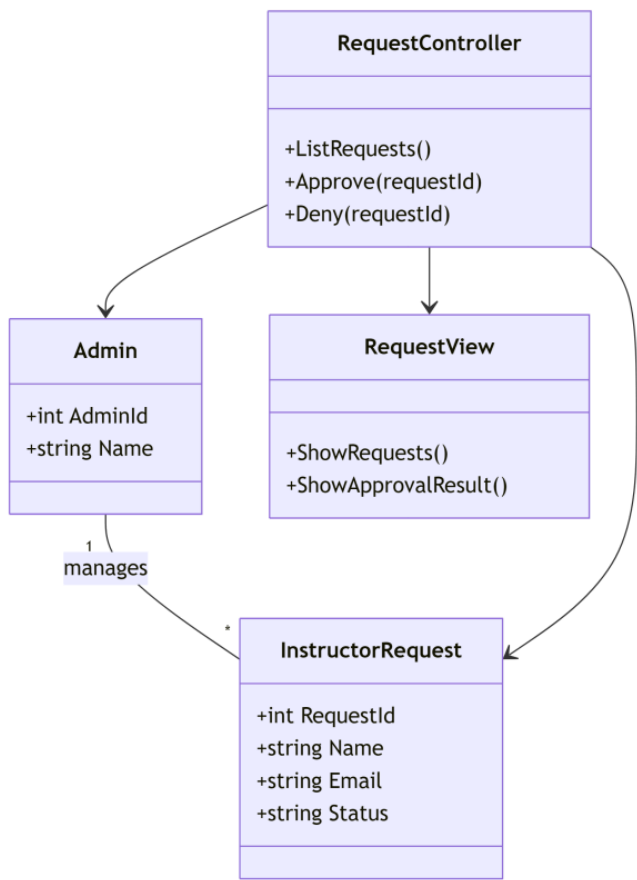 RequestController
+ListRequests()
+Approve(requestId)
+Deny(requestId)
Admin
+int AdminId
+string Name
RequestView
+ShowRequests()
+ShowApprovalResult()
1
manages
*
InstructorRequest
+int RequestId
+string Name
+string Email
+string Status